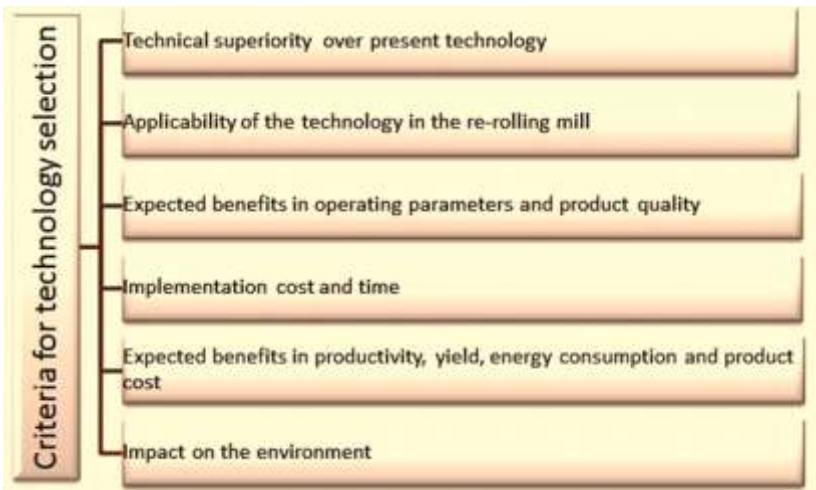 Criteria for technology selection
Technical superiority over present technology
Applicability of the technology in the re-rolling mill
Expected benefits in operating parameters and product quality
Implementation cost and time
Expected benefits in productivity, yield, energy consumption and product
cost
Impact on the environment